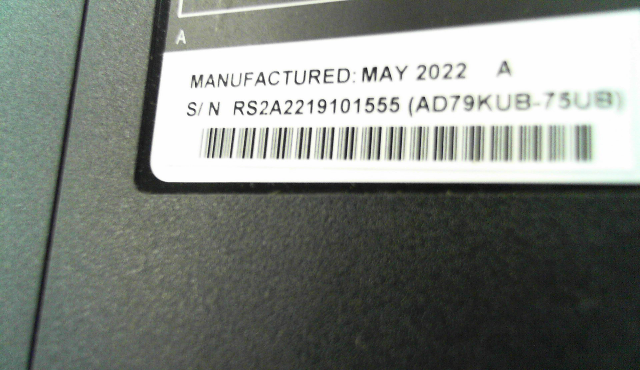 A
MANUFACTURED: MAY 2022 A
S/N RS2A2219101555 (AD79KUB-75UB)